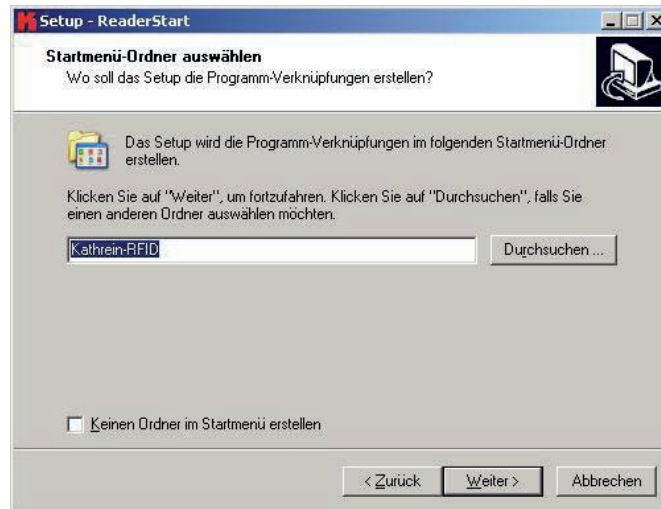 Setup - ReaderStart
Startmenü-Ordner auswählen
Wo soll das Setup die Programm-Verknüpfungen erstellen?
Das Setup wird die Programm-Verknüpfungen im folgenden Startmenü-Ordner
erstellen.
Klicken Sie auf "Weiter", um fortzufahren. Klicken Sie auf "Durchsuchen", falls Sie
einen anderen Ordner auswählen möchten.
Kathrein-RFID
Durchsuchen ...
Keinen Ordner im Startmenü erstellen
< Zurück
Weiter >
Abbrechen